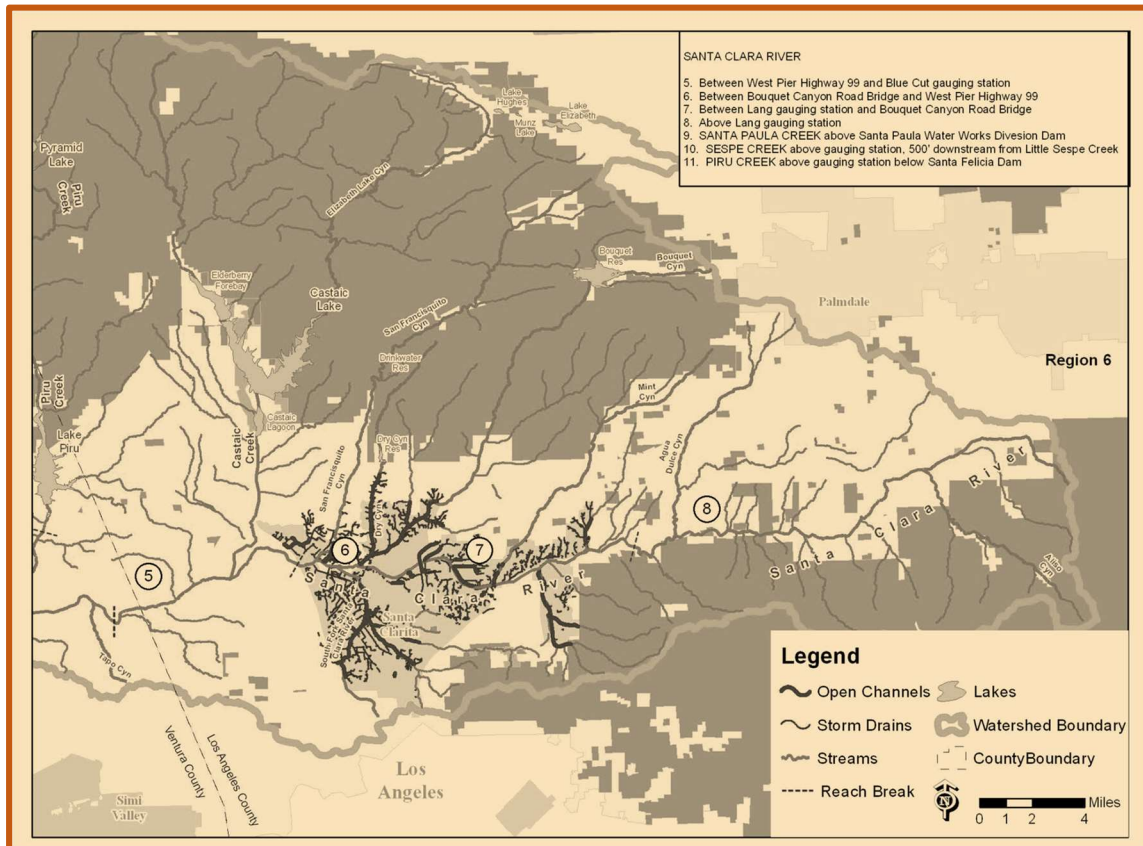 SANTA CLARA RIVER
5. Between West Pier Highway 99 and Blue Cut gauging station
6. Between Bouquet Canyon Road Bridge and West Pier Highway 99
7. Between Lang gauging station and Bouquet Canyon Road Bridge
8. Above Lang gauging station
9. SANTA PAULA CREEK above Santa Paula Water Works Divesion Dam
10. SESPE CREEK above gauging station, 500' downstream from Little Sespe Creek
11. PIRU CREEK above gauging station below Santa Felicia Dam
Lake
Hughes
Lake
Elizabeth
Munz
Lake
Pyramid
Lake
Piru
Creek
Elizabeth Lake Cyn
Bouquet
Res
Bouquet
Cyn
Elderberry
Forebay
Castaic
Lake
San Francisquito
Cyn
Palmdale
Drinkwater
Res
Region 6
Piru
Creek
Mint
Cyn
Castaic
Lagoon
Castaic
Creek
Lake
Piru
Dry Cyn
Res
San Francisquito
Cyn
Agua
Dulce Cyn
Dry Cyn
8
6
7
5
Santa Clara River
Santa Clara River
Aliso
Cyn
Santa
Clarita
South Fork Santa
Clara River
Tapo Cyn
Ventura County
Los Angeles County
Los
Angeles
Simi
Valley
Legend
Open Channels
Lakes
Storm Drains
Watershed Boundary
Streams
CountyBoundary
Reach Break
N
Miles
0 1 2 4